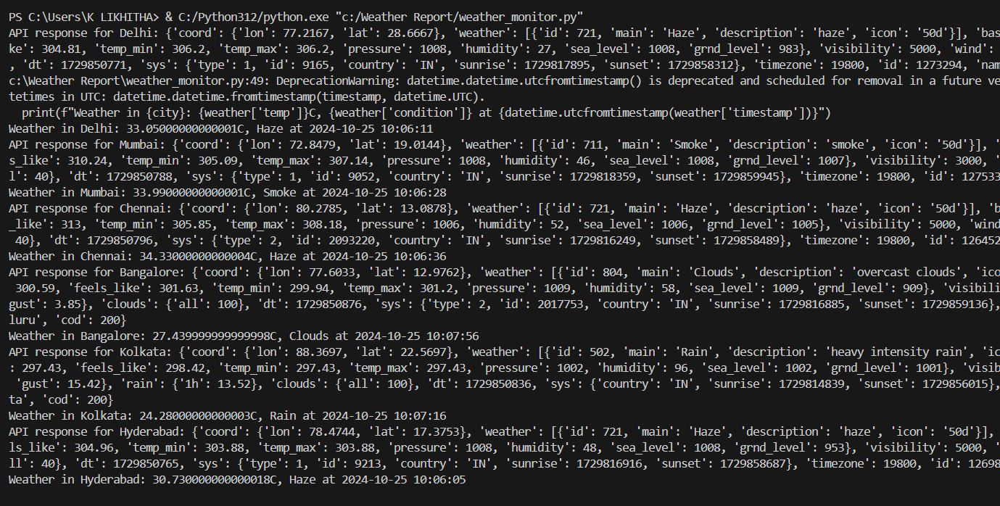 PS C:\Users\K LIKHITHA> & C:/Python312/python.exe "c:/Weather Report/weather_monitor.py"
API response for Delhi: {'coord': {'lon': 77.2167, 'lat': 28.6667}, 'weather': [{'id': 721, 'main': 'Haze', 'description': 'haze', 'icon': '50d'}], 'bas
ke': 304.81, 'temp_min': 306.2, 'temp_max': 306.2, 'pressure': 1008, 'humidity': 27, 'sea_level': 1008, 'grnd_level': 983}, 'visibility': 5000, 'wind':
, 'dt': 1729850771, 'sys': {'type': 1, 'id': 9165, 'country': 'IN', 'sunrise': 1729817895, 'sunset': 1729858312}, 'timezone': 19800, 'id': 1273294, 'nam
c:\Weather Report\weather_monitor.py:49: DeprecationWarning: datetime.datetime.utcfromtimestamp() is deprecated and scheduled for removal in a future ve
tetimes in UTC: datetime.datetime.fromtimestamp(timestamp, datetime.UTC).
  print(f"Weather in {city}: {weather['temp']}C, {weather['condition']} at {datetime.utcfromtimestamp(weather['timestamp'])}")
Weather in Delhi: 33.05000000000001C, Haze at 2024-10-25 10:06:11
API response for Mumbai: {'coord': {'lon': 72.8479, 'lat': 19.0144}, 'weather': [{'id': 711, 'main': 'Smoke', 'description': 'smoke', 'icon': '50d'}], '
s_like': 310.24, 'temp_min': 305.09, 'temp_max': 307.14, 'pressure': 1008, 'humidity': 46, 'sea_level': 1008, 'grnd_level': 1007}, 'visibility': 3000, '
l': 40}, 'dt': 1729850788, 'sys': {'type': 1, 'id': 9052, 'country': 'IN', 'sunrise': 1729818359, 'sunset': 1729859945}, 'timezone': 19800, 'id': 127533
Weather in Mumbai: 33.99000000000001C, Smoke at 2024-10-25 10:06:28
API response for Chennai: {'coord': {'lon': 80.2785, 'lat': 13.0878}, 'weather': [{'id': 721, 'main': 'Haze', 'description': 'haze', 'icon': '50d'}], 'b
_like': 313, 'temp_min': 305.85, 'temp_max': 308.18, 'pressure': 1006, 'humidity': 52, 'sea_level': 1006, 'grnd_level': 1005}, 'visibility': 5000, 'wind
 40}, 'dt': 1729850796, 'sys': {'type': 2, 'id': 2093220, 'country': 'IN', 'sunrise': 1729816249, 'sunset': 1729858489}, 'timezone': 19800, 'id': 126452
Weather in Chennai: 34.33000000000004C, Haze at 2024-10-25 10:06:36
API response for Bangalore: {'coord': {'lon': 77.6033, 'lat': 12.9762}, 'weather': [{'id': 804, 'main': 'Clouds', 'description': 'overcast clouds', 'ico
 300.59, 'feels_like': 301.63, 'temp_min': 299.94, 'temp_max': 301.2, 'pressure': 1009, 'humidity': 58, 'sea_level': 1009, 'grnd_level': 909}, 'visibili
gust': 3.85}, 'clouds': {'all': 100}, 'dt': 1729850876, 'sys': {'type': 2, 'id': 2017753, 'country': 'IN', 'sunrise': 1729816885, 'sunset': 1729859136},
luru', 'cod': 200}
Weather in Bangalore: 27.439999999999998C, Clouds at 2024-10-25 10:07:56
API response for Kolkata: {'coord': {'lon': 88.3697, 'lat': 22.5697}, 'weather': [{'id': 502, 'main': 'Rain', 'description': 'heavy intensity rain', 'ic
: 297.43, 'feels_like': 298.42, 'temp_min': 297.43, 'temp_max': 297.43, 'pressure': 1002, 'humidity': 96, 'sea_level': 1002, 'grnd_level': 1001}, 'visib
 'gust': 15.42}, 'rain': {'1h': 13.52}, 'clouds': {'all': 100}, 'dt': 1729850836, 'sys': {'country': 'IN', 'sunrise': 1729814839, 'sunset': 1729856015},
ta', 'cod': 200}
Weather in Kolkata: 24.28000000000003C, Rain at 2024-10-25 10:07:16
API response for Hyderabad: {'coord': {'lon': 78.4744, 'lat': 17.3753}, 'weather': [{'id': 721, 'main': 'Haze', 'description': 'haze', 'icon': '50d'}],
ls_like': 304.96, 'temp_min': 303.88, 'temp_max': 303.88, 'pressure': 1008, 'humidity': 48, 'sea_level': 1008, 'grnd_level': 953}, 'visibility': 5000, '
ll': 40}, 'dt': 1729850765, 'sys': {'type': 1, 'id': 9213, 'country': 'IN', 'sunrise': 1729816916, 'sunset': 1729858687}, 'timezone': 19800, 'id': 12698
Weather in Hyderabad: 30.730000000000018C, Haze at 2024-10-25 10:06:05